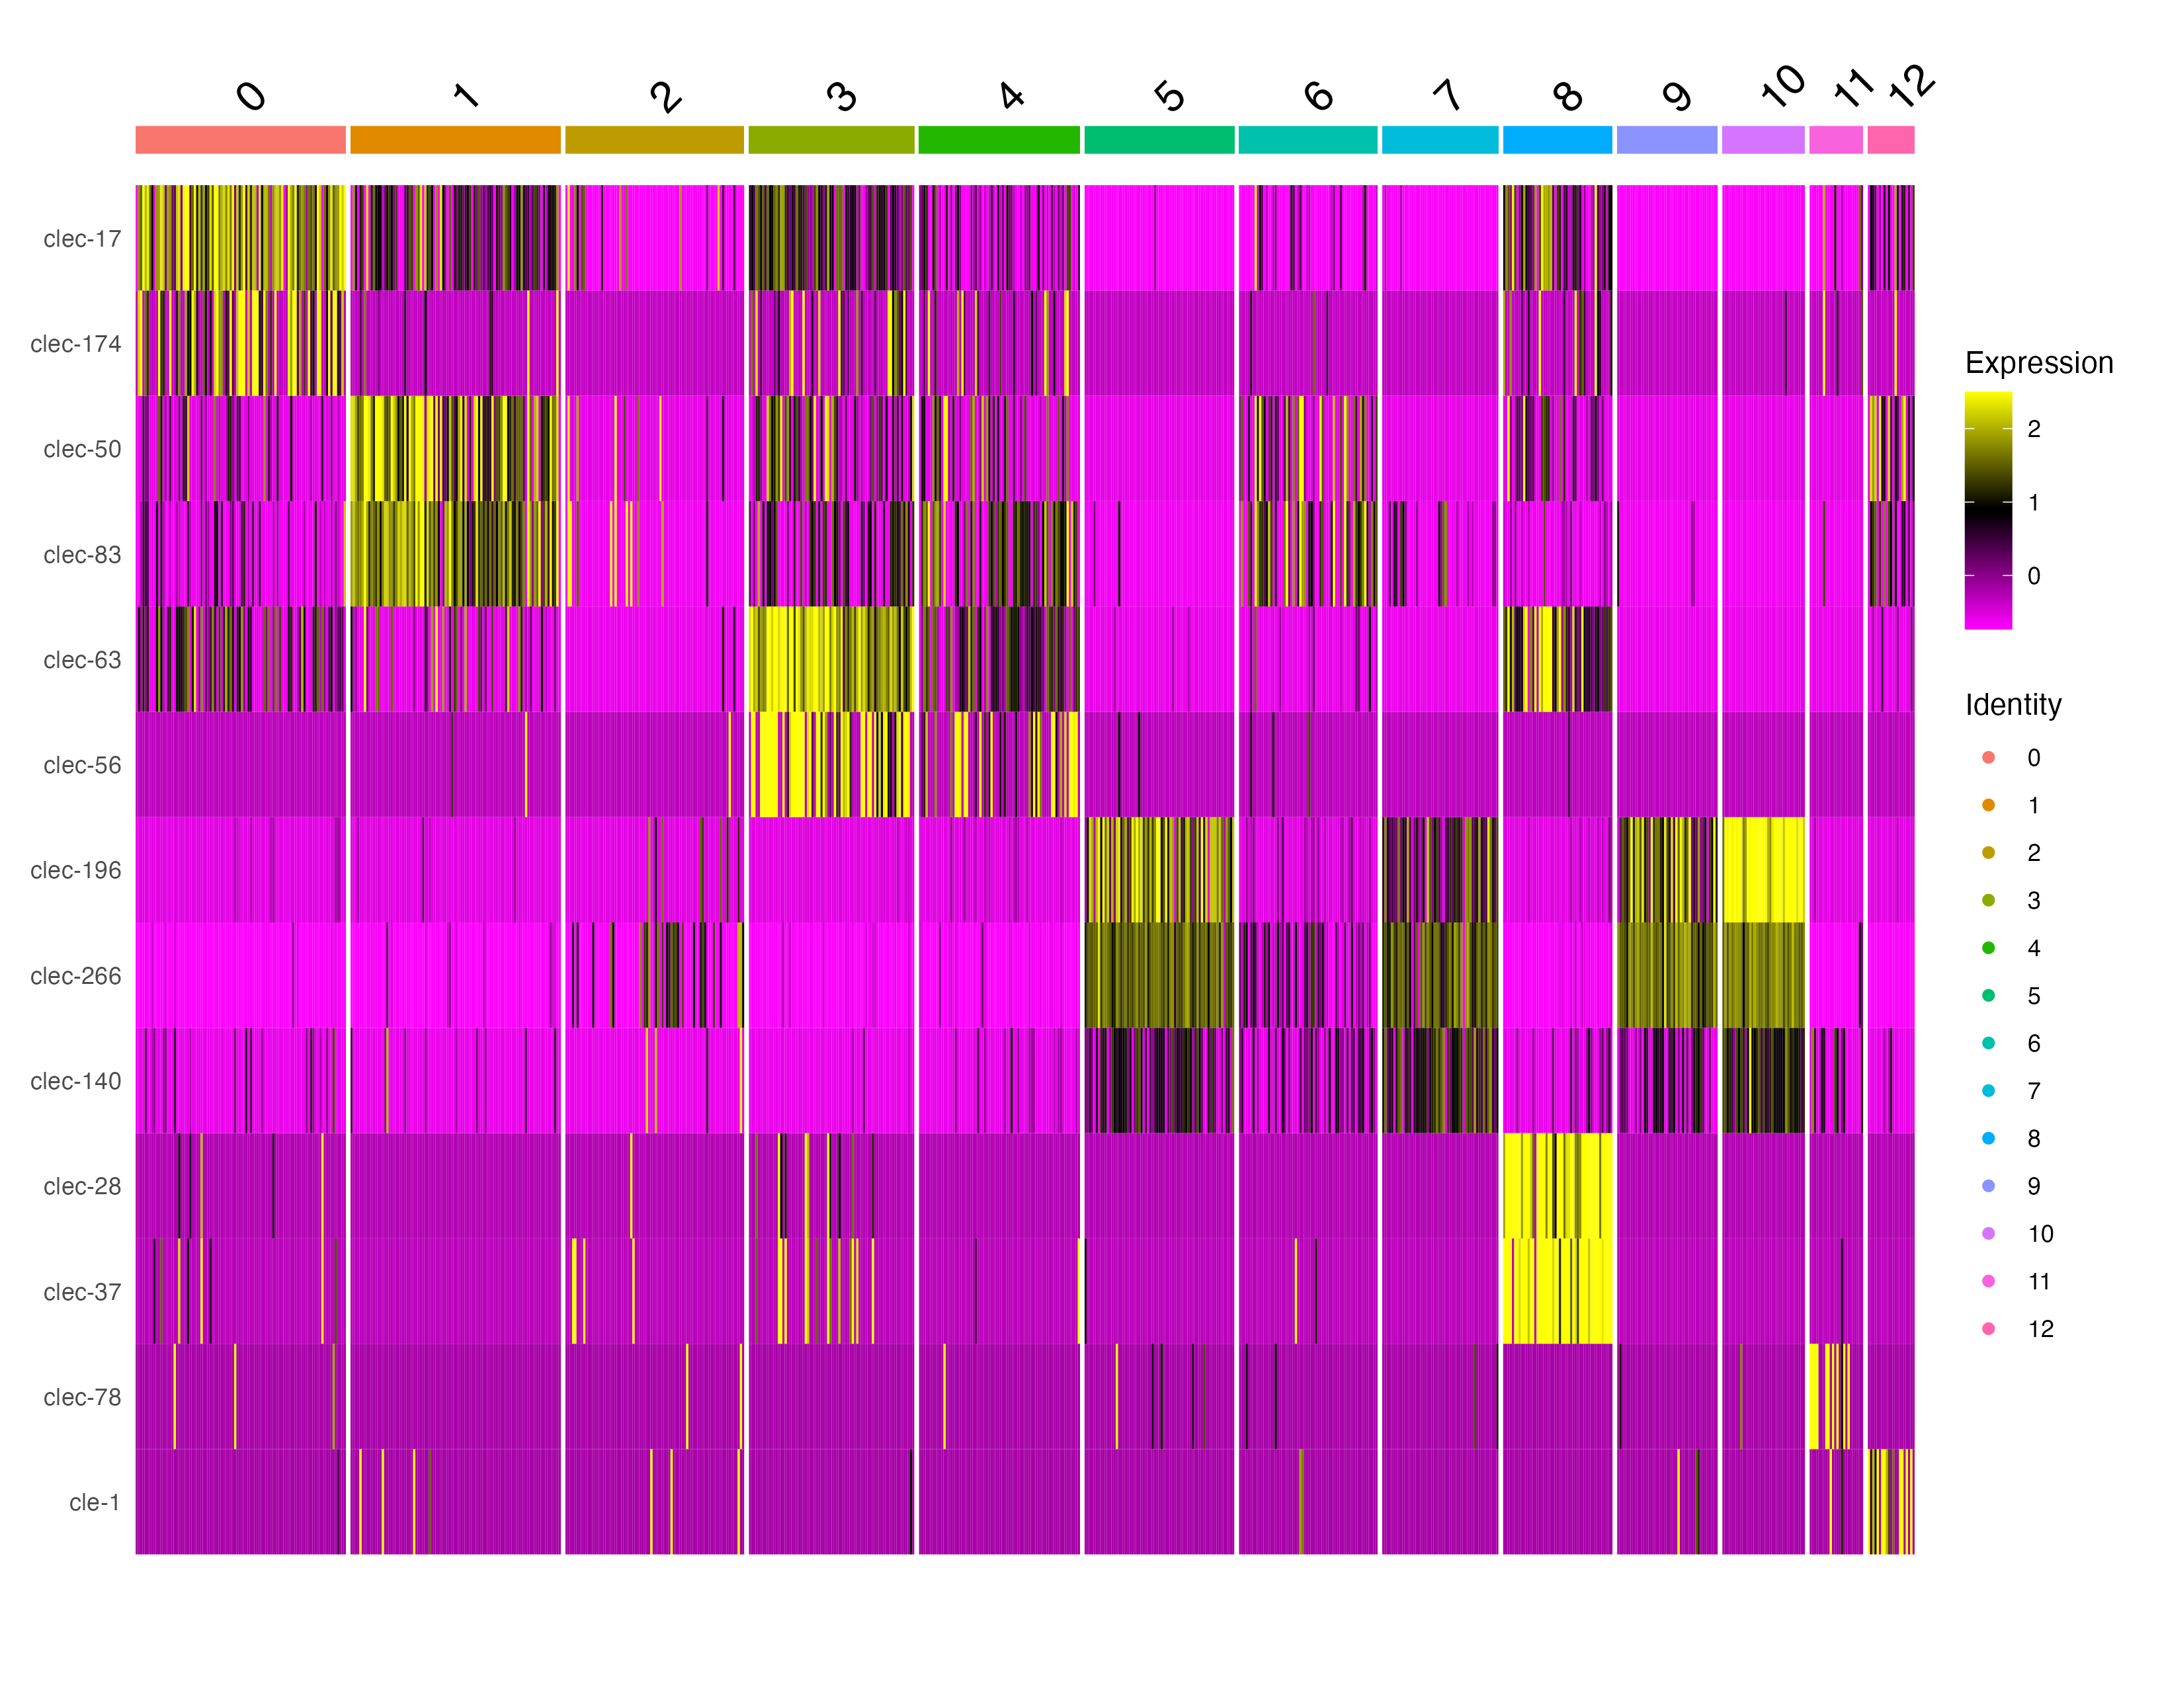 0 1 2 3 4 5 6 7 8 9 10 11 12
clec-17
clec-174
clec-50
clec-83
clec-63
clec-56
clec-196
clec-266
clec-140
clec-28
clec-37
clec-78
cle-1
Expression
2
1
0
Identity
0
1
2
3
4
5
6
7
8
9
10
11
12